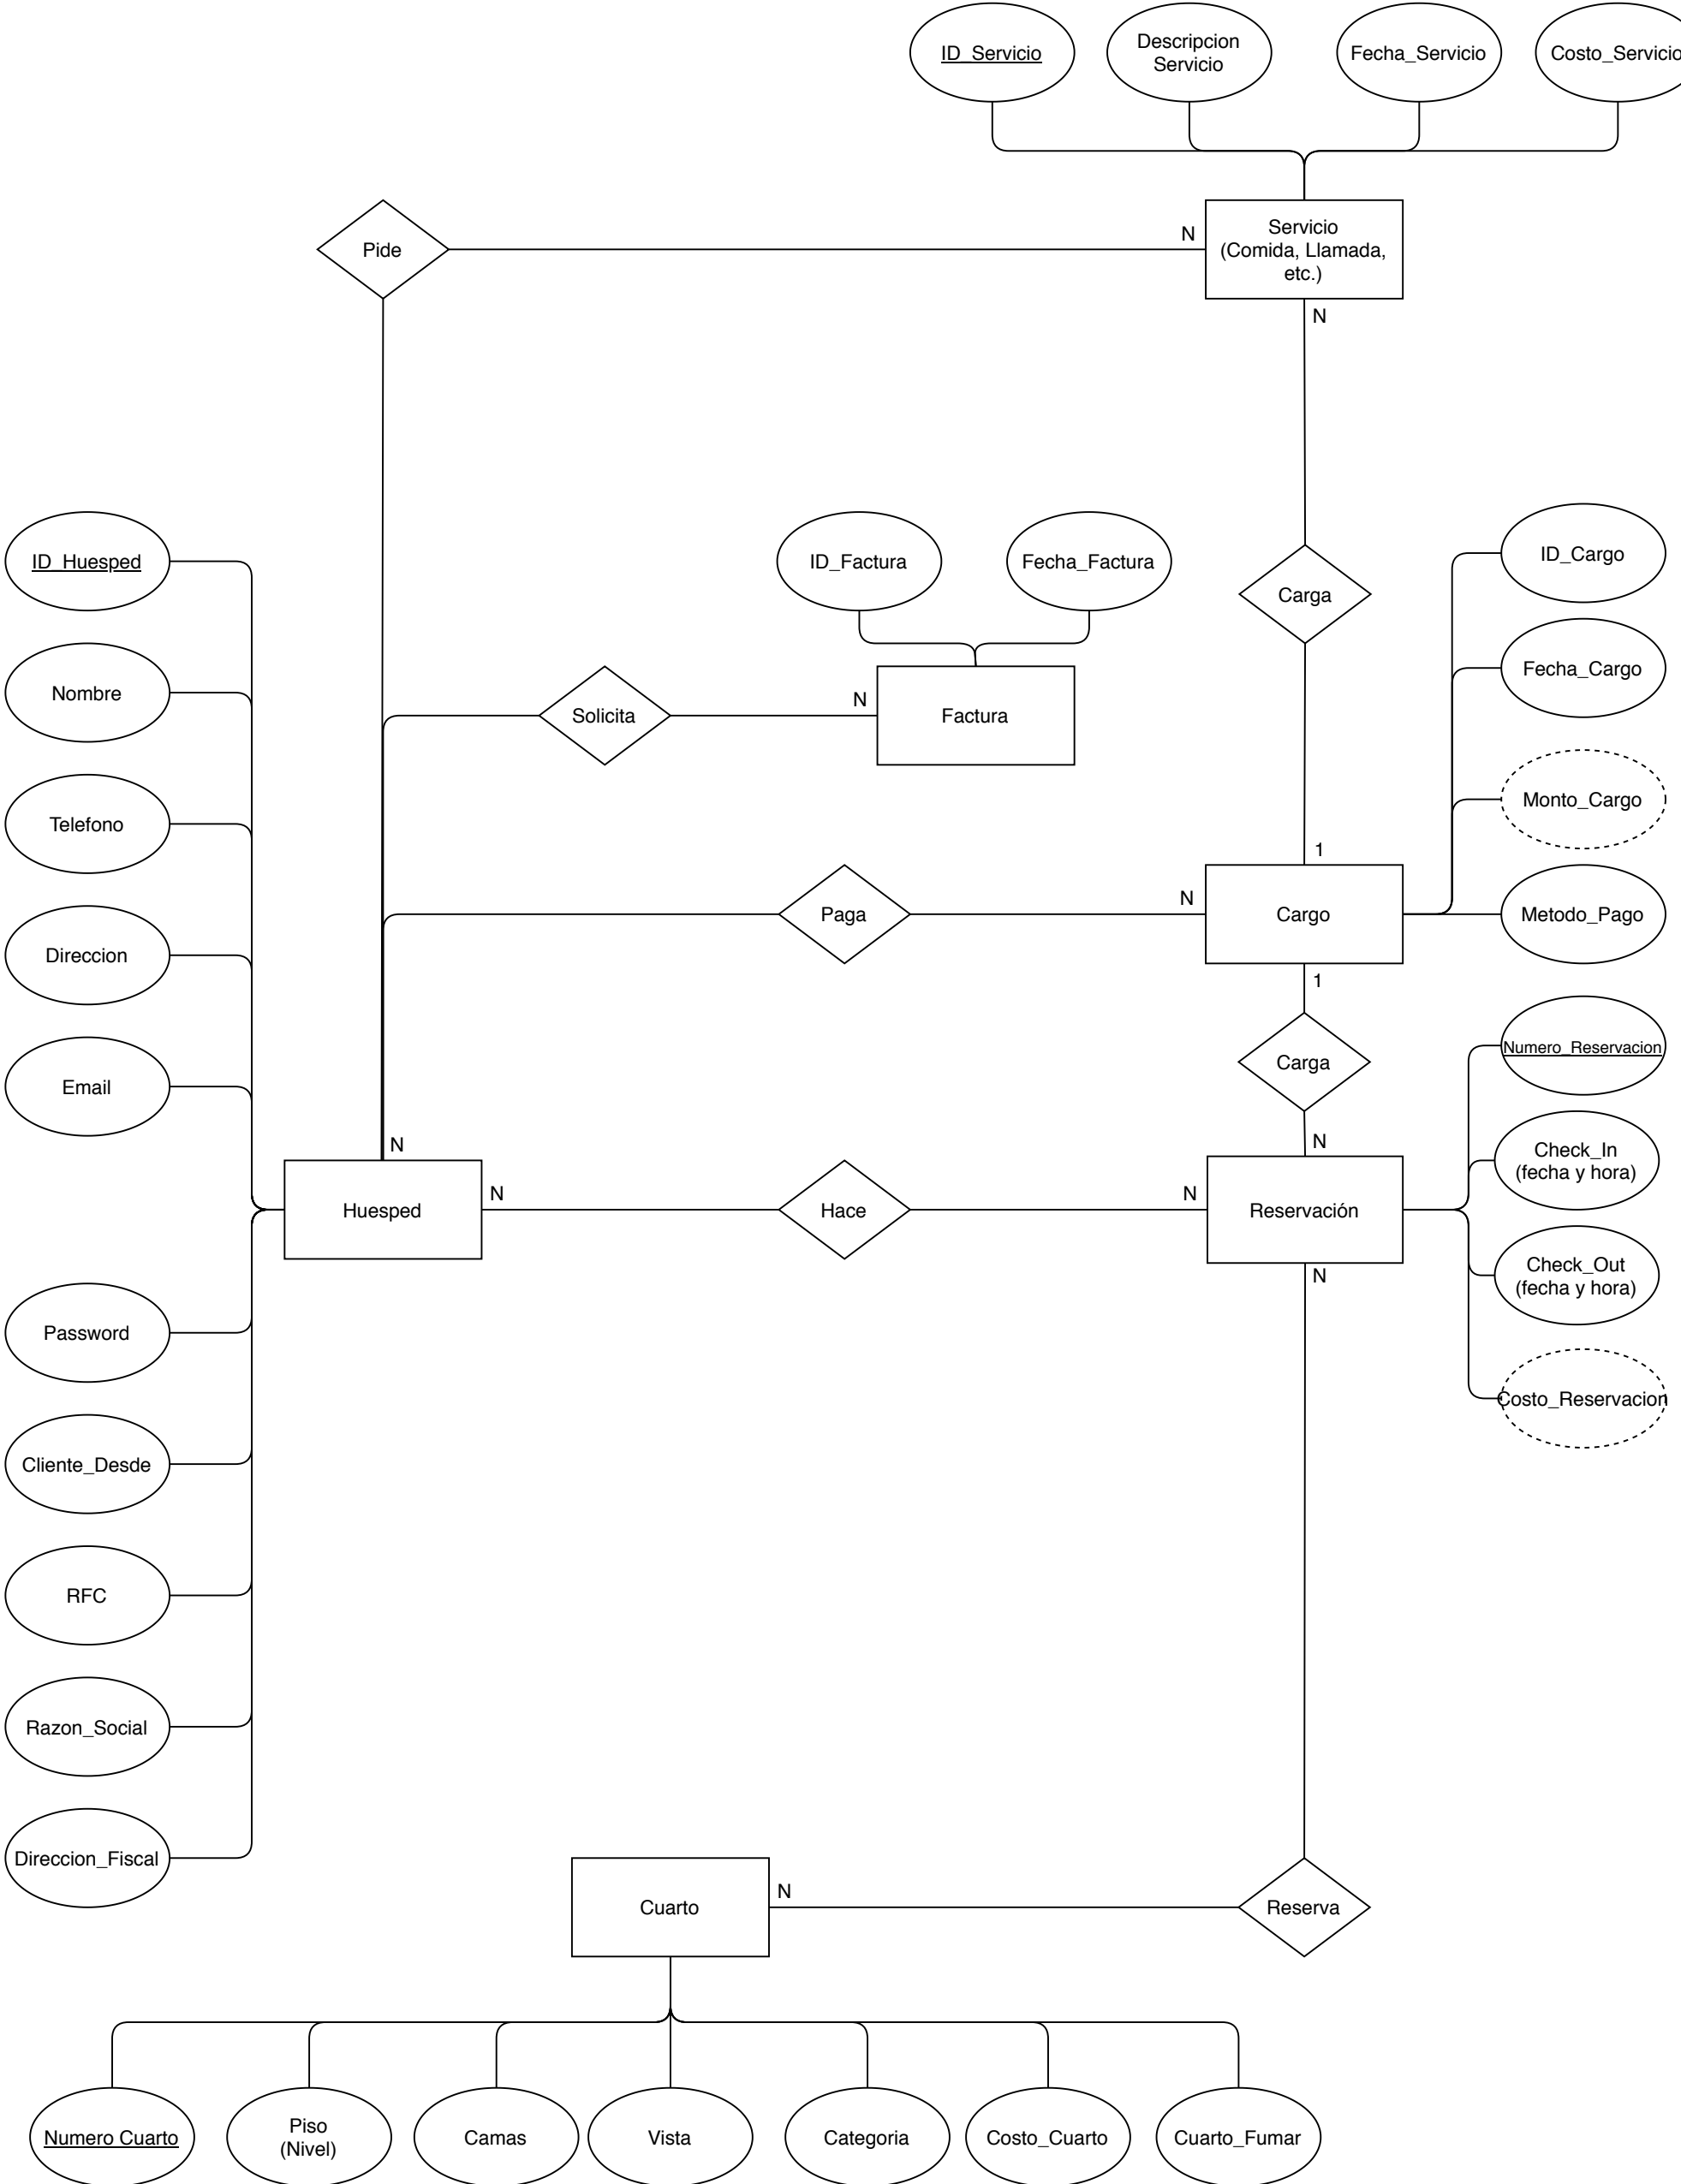 ID_Servicio
Descripcion
Servicio
Fecha_Servicio
Costo_Servicio
Pide
N
Servicio
(Comida, Llamada,
etc.)
N
ID_Huesped
ID_Factura
Fecha_Factura
ID_Cargo
Carga
Fecha_Cargo
Nombre
Solicita
N
Factura
Telefono
Monto_Cargo
1
Paga
N
Cargo
Metodo_Pago
Direccion
1
Numero_Reservacion
Carga
Email
N
N
Check_In
(fecha y hora)
Huesped
N
Hace
N
Reservación
N
Check_Out
(fecha y hora)
Password
Costo_Reservacion
Cliente_Desde
RFC
Razon_Social
Direccion_Fiscal
Cuarto
N
Reserva
Numero Cuarto
Piso
(Nivel)
Camas
Vista
Categoria
Costo_Cuarto
Cuarto_Fumar